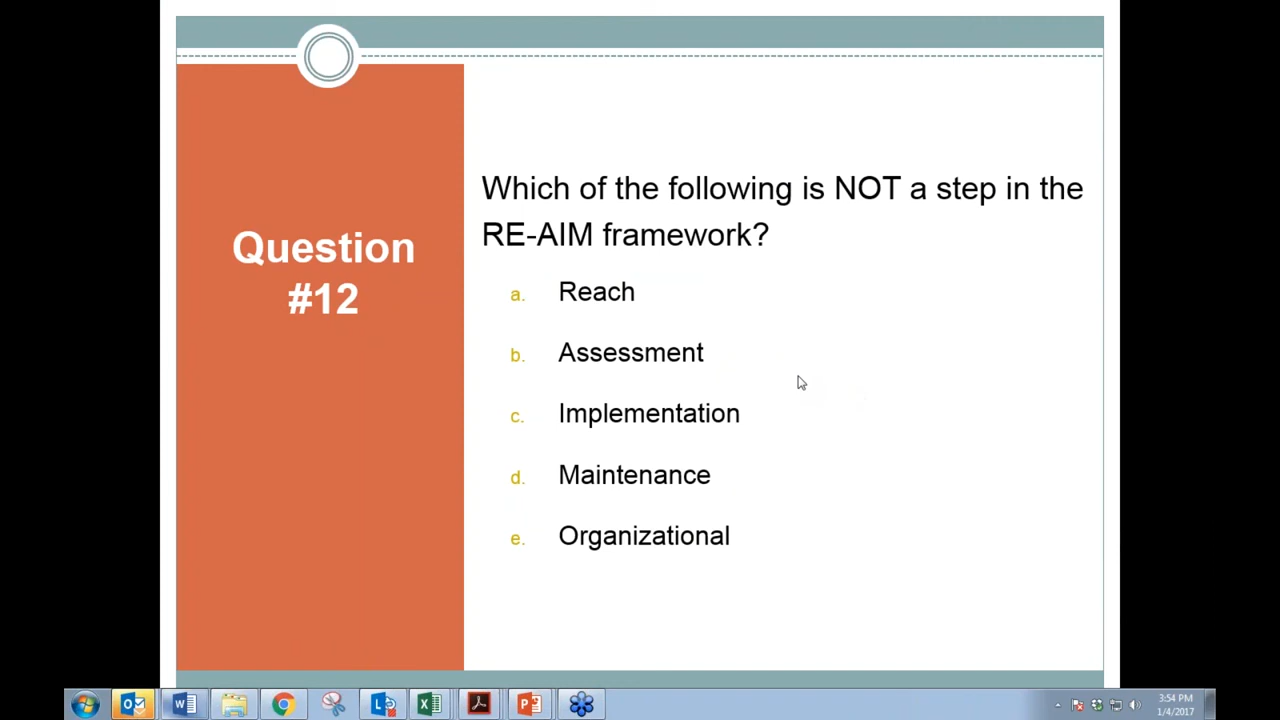 Question
#12
Which of the following is NOT a step in the
RE-AIM framework?
a. Reach
b. Assessment
c. Implementation
d. Maintenance
e. Organizational
3:54 PM
1/4/2017